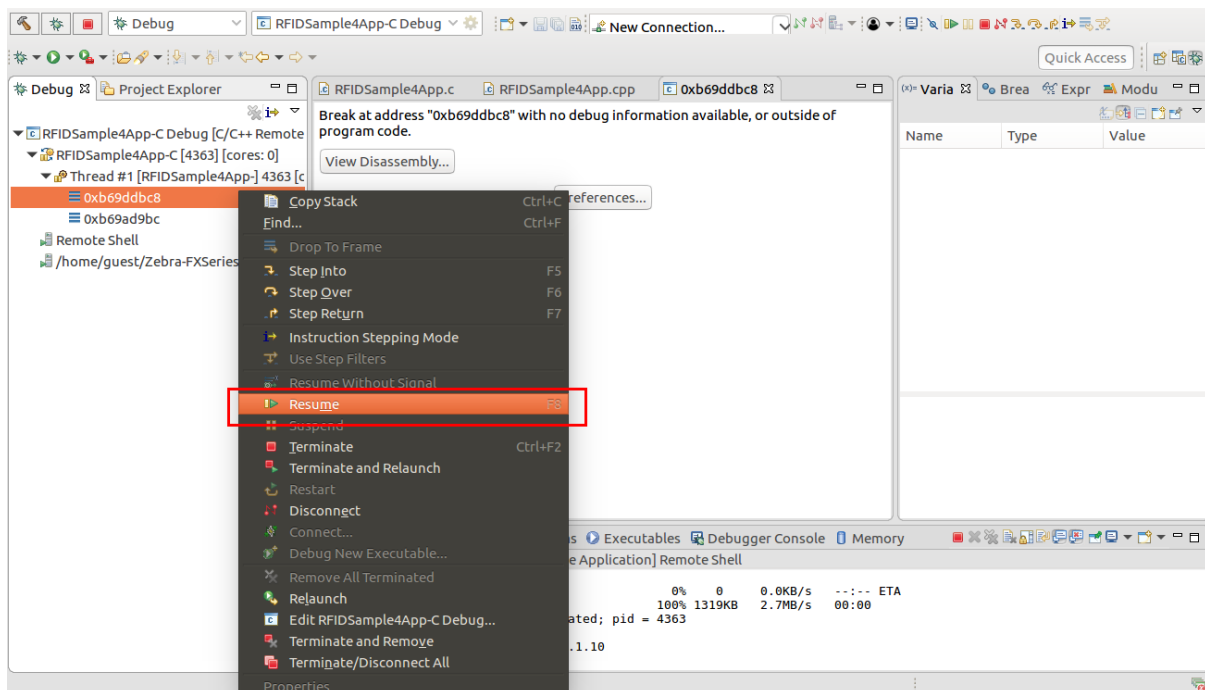 Debug
RFIDSample4App-C Debug
New Connection...
Quick Access
Debug
Project Explorer
RFIDSample4App.c
RFIDSample4App.cpp
0xb69ddbc8
Varia
Brea
Expr
Modu
RFIDSample4App-C Debug [C/C++ Remote
RFIDSample4App-C [4363] [cores: 0]
Thread #1 [RFIDSample4App-] 4363 [c
0xb69ddbc8
0xb69ad9bc
Remote Shell
/home/guest/Zebra-FXSeries
Break at address "0xb69ddbc8" with no debug information available, or outside of
program code.
View Disassembly...
references...
Name Type Value
Copy Stack Ctrl+C
Find... Ctrl+F
Drop To Frame
Step Into F5
Step Over F6
Step Return F7
Instruction Stepping Mode
Use Step Filters
Resume Without Signal
Resume F8
Suspend
Terminate Ctrl+F2
Terminate and Relaunch
Restart
Disconnect
Connect...
Debug New Executable...
Remove All Terminated
Relaunch
Edit RFIDSample4App-C Debug...
Terminate and Remove
Terminate/Disconnect All
Properties
Executables
Debugger Console
Memory
e Application] Remote Shell
0% 0 0.0KB/s --:-- ETA
100% 1319KB 2.7MB/s 00:00
ated; pid = 4363
.1.10